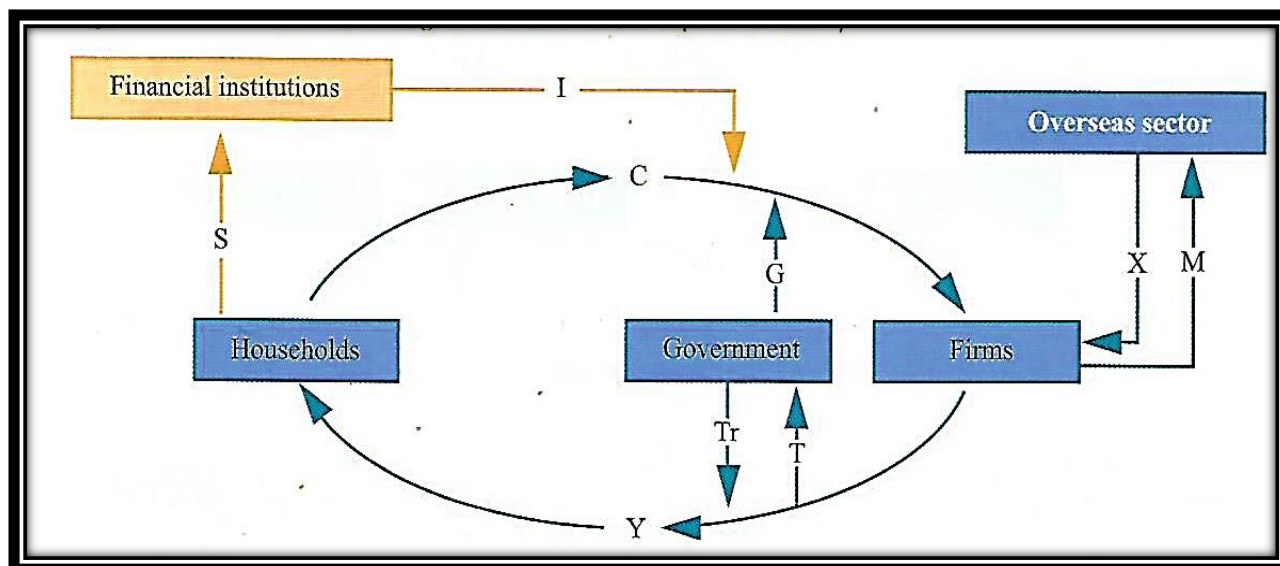 Financial institutions
I
Overseas sector
C
S
G
X
M
Households
Government
Firms
Tr
T
Y